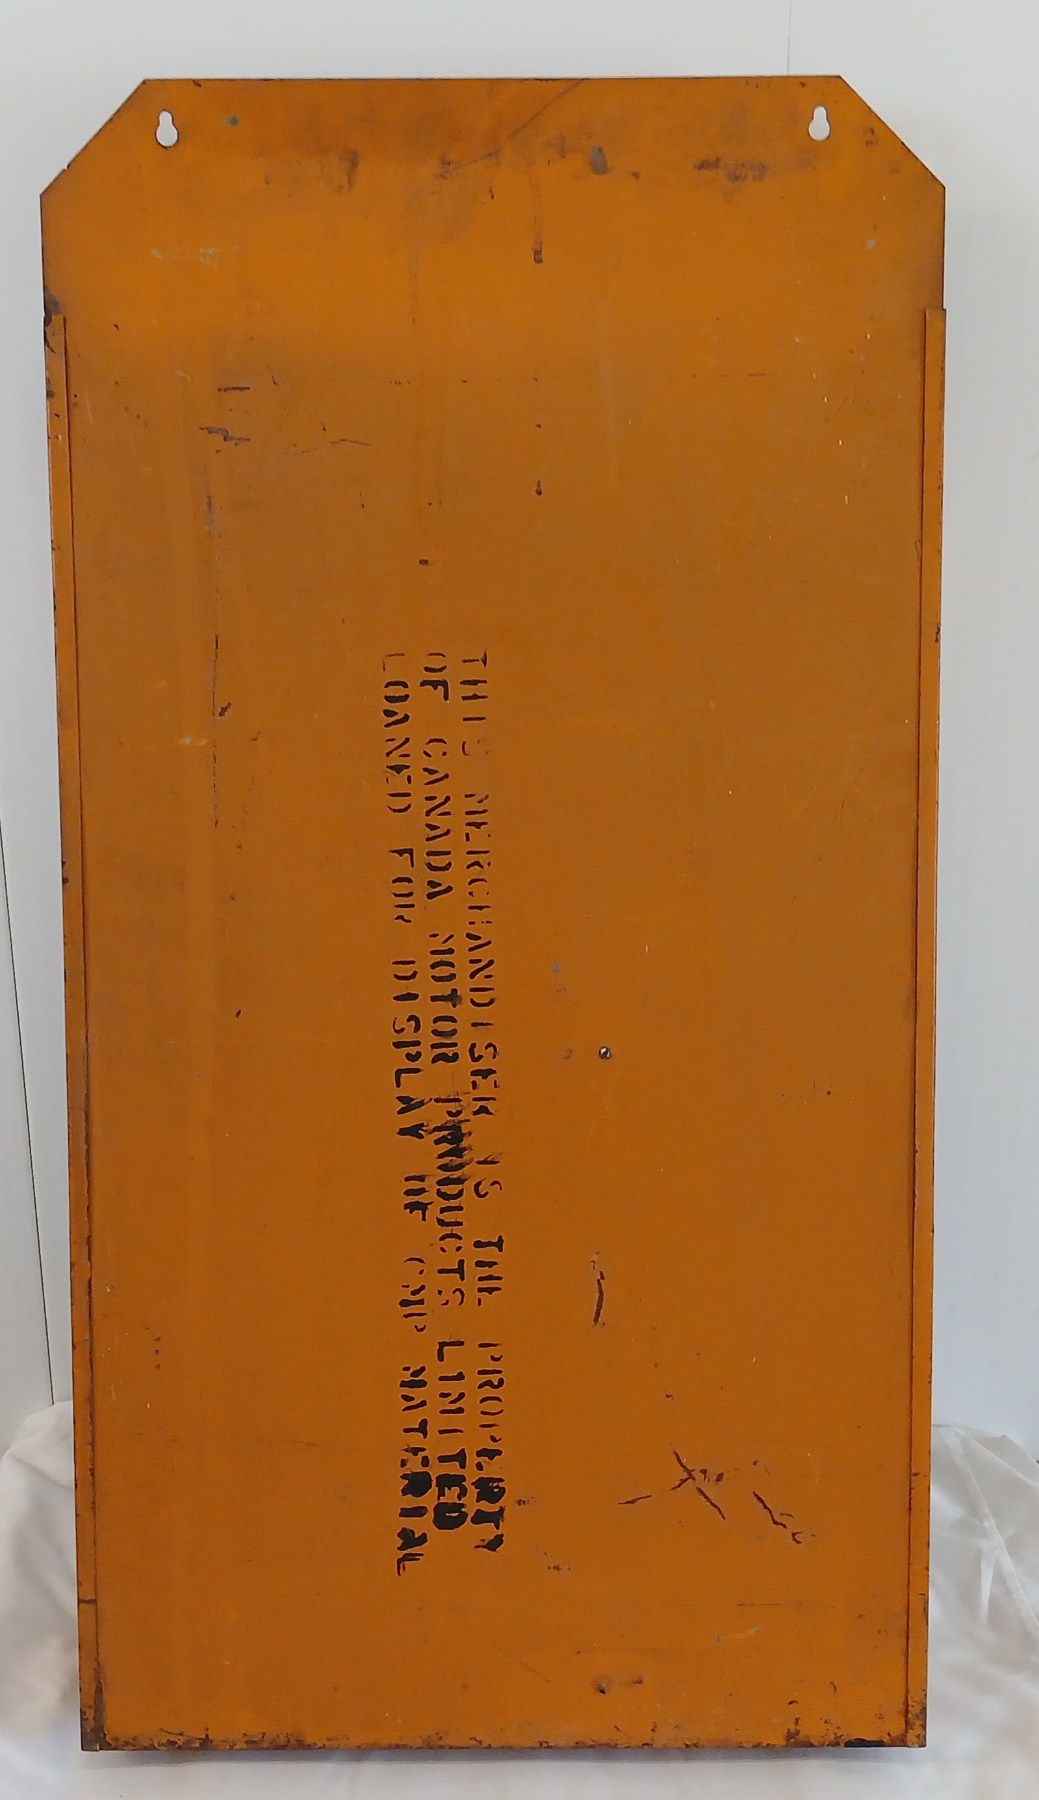 THIS MERCHANDISER IS THE PROPERTY
OF CANADA MOTOR PRODUCTS LIMITED
LOANED FOR DISPLAY OF CMP MATERIAL